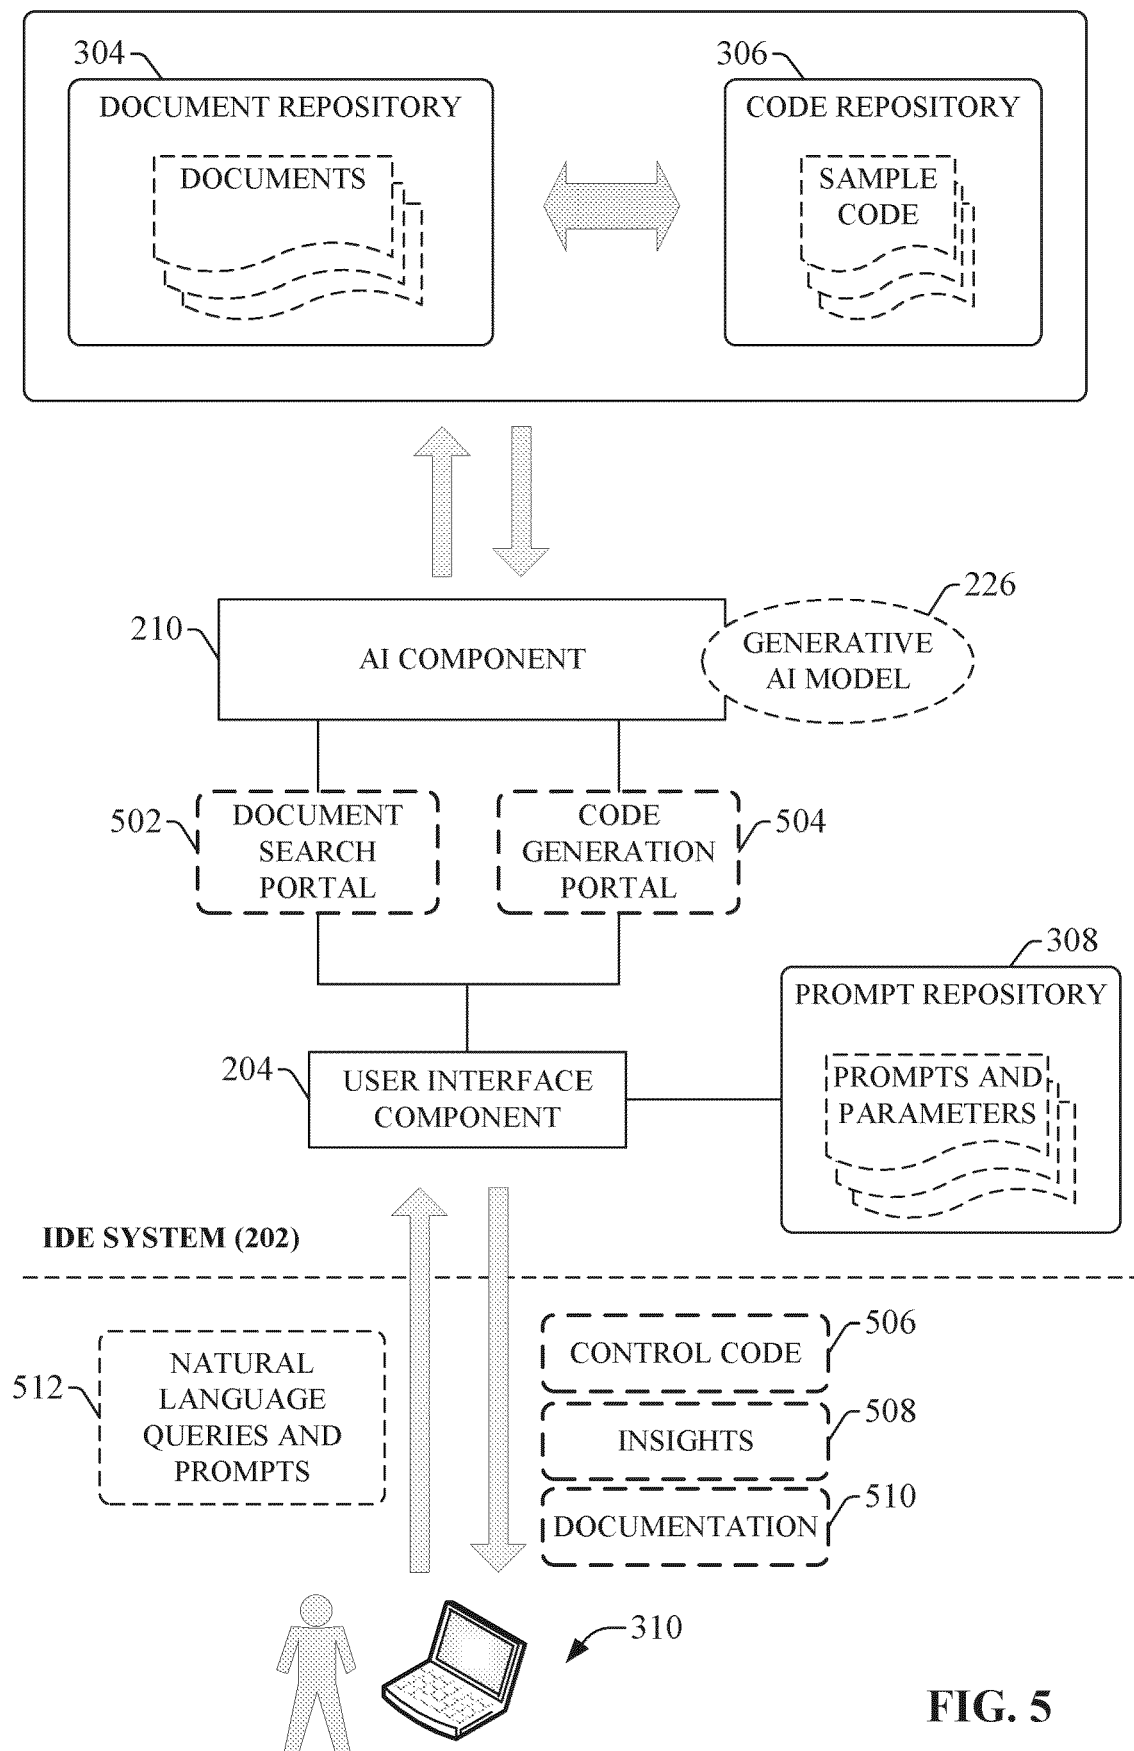 304
306
DOCUMENT REPOSITORY
CODE REPOSITORY
DOCUMENTS
SAMPLE
CODE
226
210
AI COMPONENT
GENERATIVE
AI MODEL
502
DOCUMENT
SEARCH
PORTAL
CODE
GENERATION
PORTAL
504
308
PROMPT REPOSITORY
204
USER INTERFACE
COMPONENT
PROMPTS AND
PARAMETERS
IDE SYSTEM (202)
512
NATURAL
LANGUAGE
QUERIES AND
PROMPTS
506
CONTROL CODE
508
INSIGHTS
510
DOCUMENTATION
310
FIG. 5